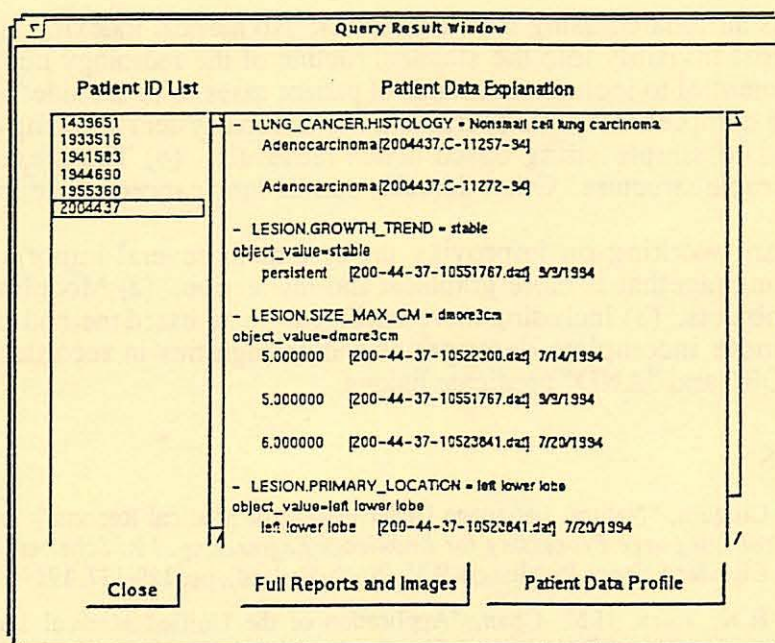 Query Result Window
Patient ID List
Patient Data Explanation
1439651
1933516
1941583
1944690
1955360
2004437
- LUNG_CANCER.HISTOLOGY = Nonsmall cell lung carcinoma
Adenocarcinoma[2004437.C-11257-94]
Adenocarcinoma[2004437.C-11272-94]
- LESION.GROWTH_TREND = stable
object_value=stable
persistent [200-44-37-10551767.dat] 9/9/1994
- LESION.SIZE_MAX_CM = dmore3cm
object_value=dmore3cm
5.000000 [200-44-37-10522300.dat] 7/14/1994
5.000000 [200-44-37-10551767.dat] 9/9/1994
6.000000 [200-44-37-10523641.dat] 7/20/1994
- LESION.PRIMARY_LOCATION = left lower lobe
object_value=left lower lobe
left lower lobe [200-44-37-10523641.dat] 7/20/1994
Close
Full Reports and Images
Patient Data Profile